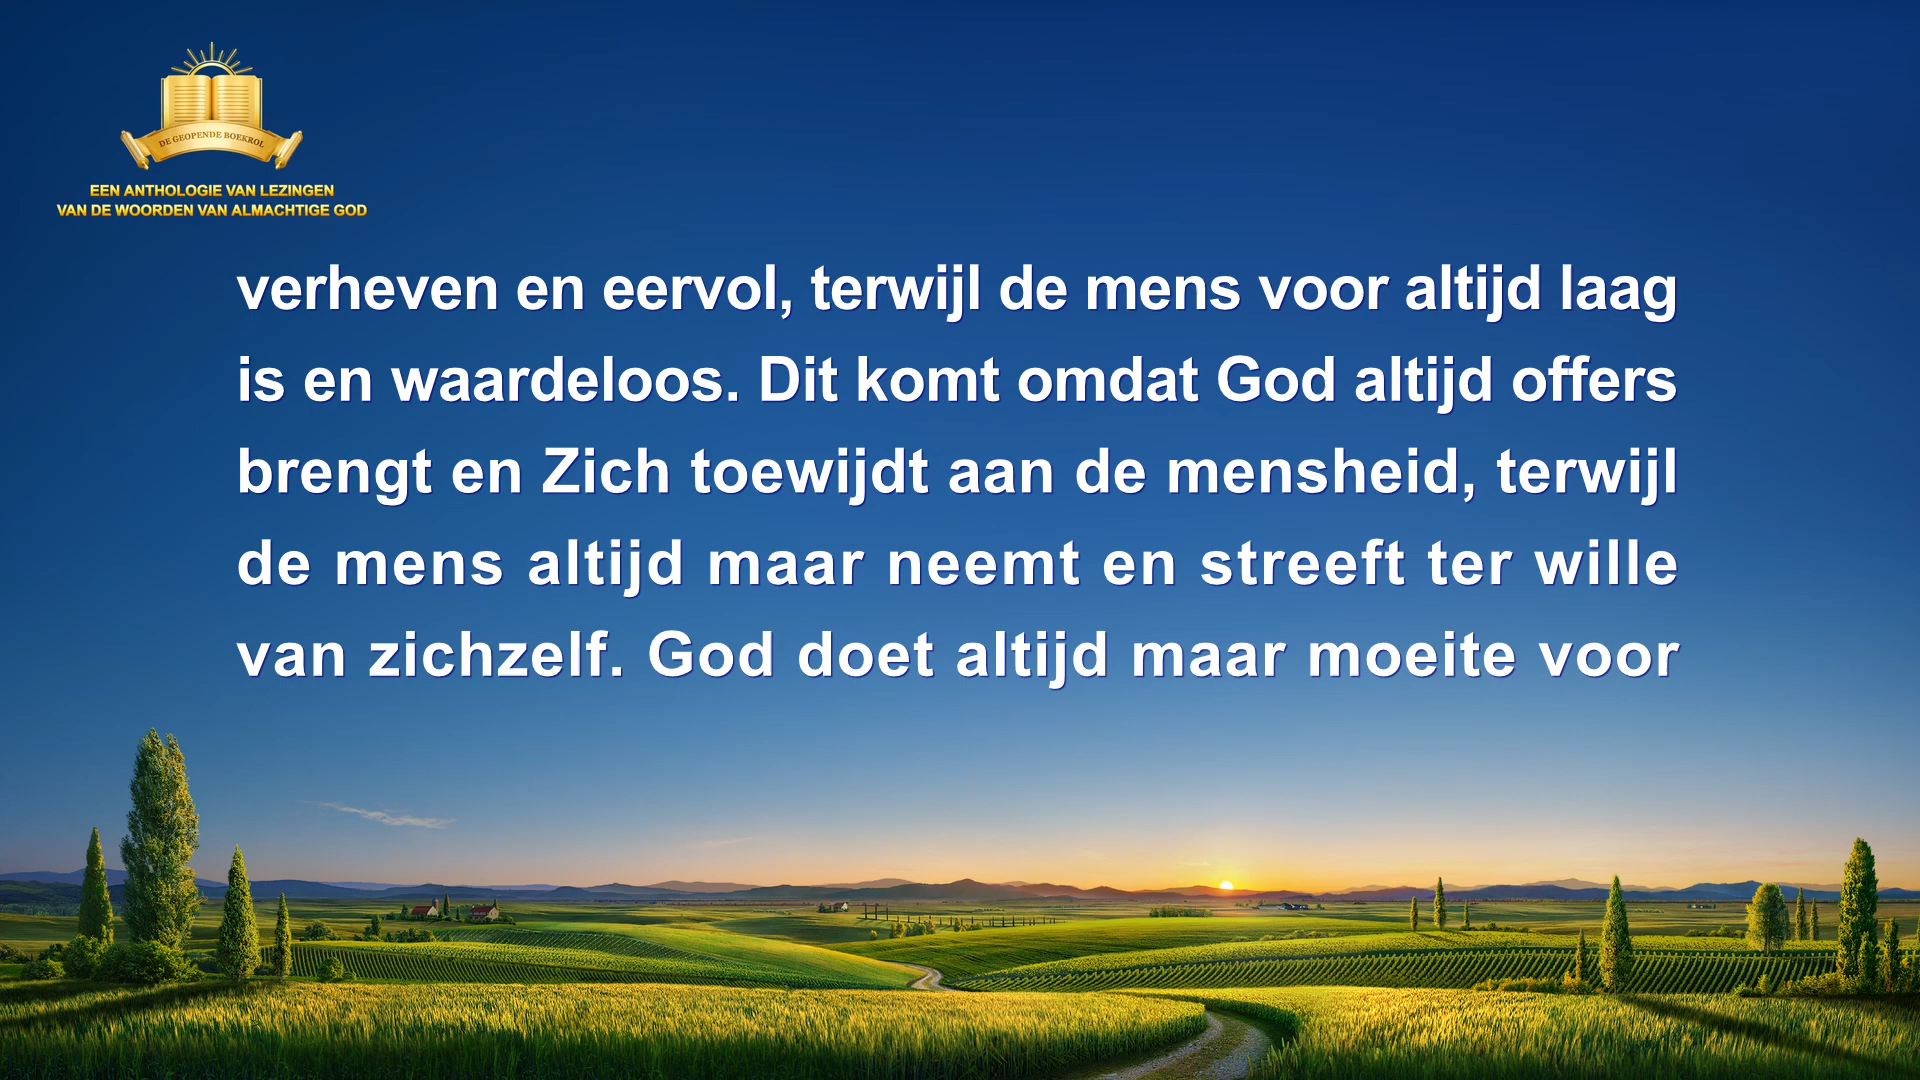 DE GEOPENDE BOEKROL
EEN ANTHOLOGIE VAN LEZINGEN
VAN DE WOORDEN VAN ALMACHTIGE GOD
verheven en eervol, terwijl de mens voor altijd laag
is en waardeloos. Dit komt omdat God altijd offers
brengt en Zich toewijdt aan de mensheid, terwijl
de mens altijd maar neemt en streeft ter wille
van zichzelf. God doet altijd maar moeite voor